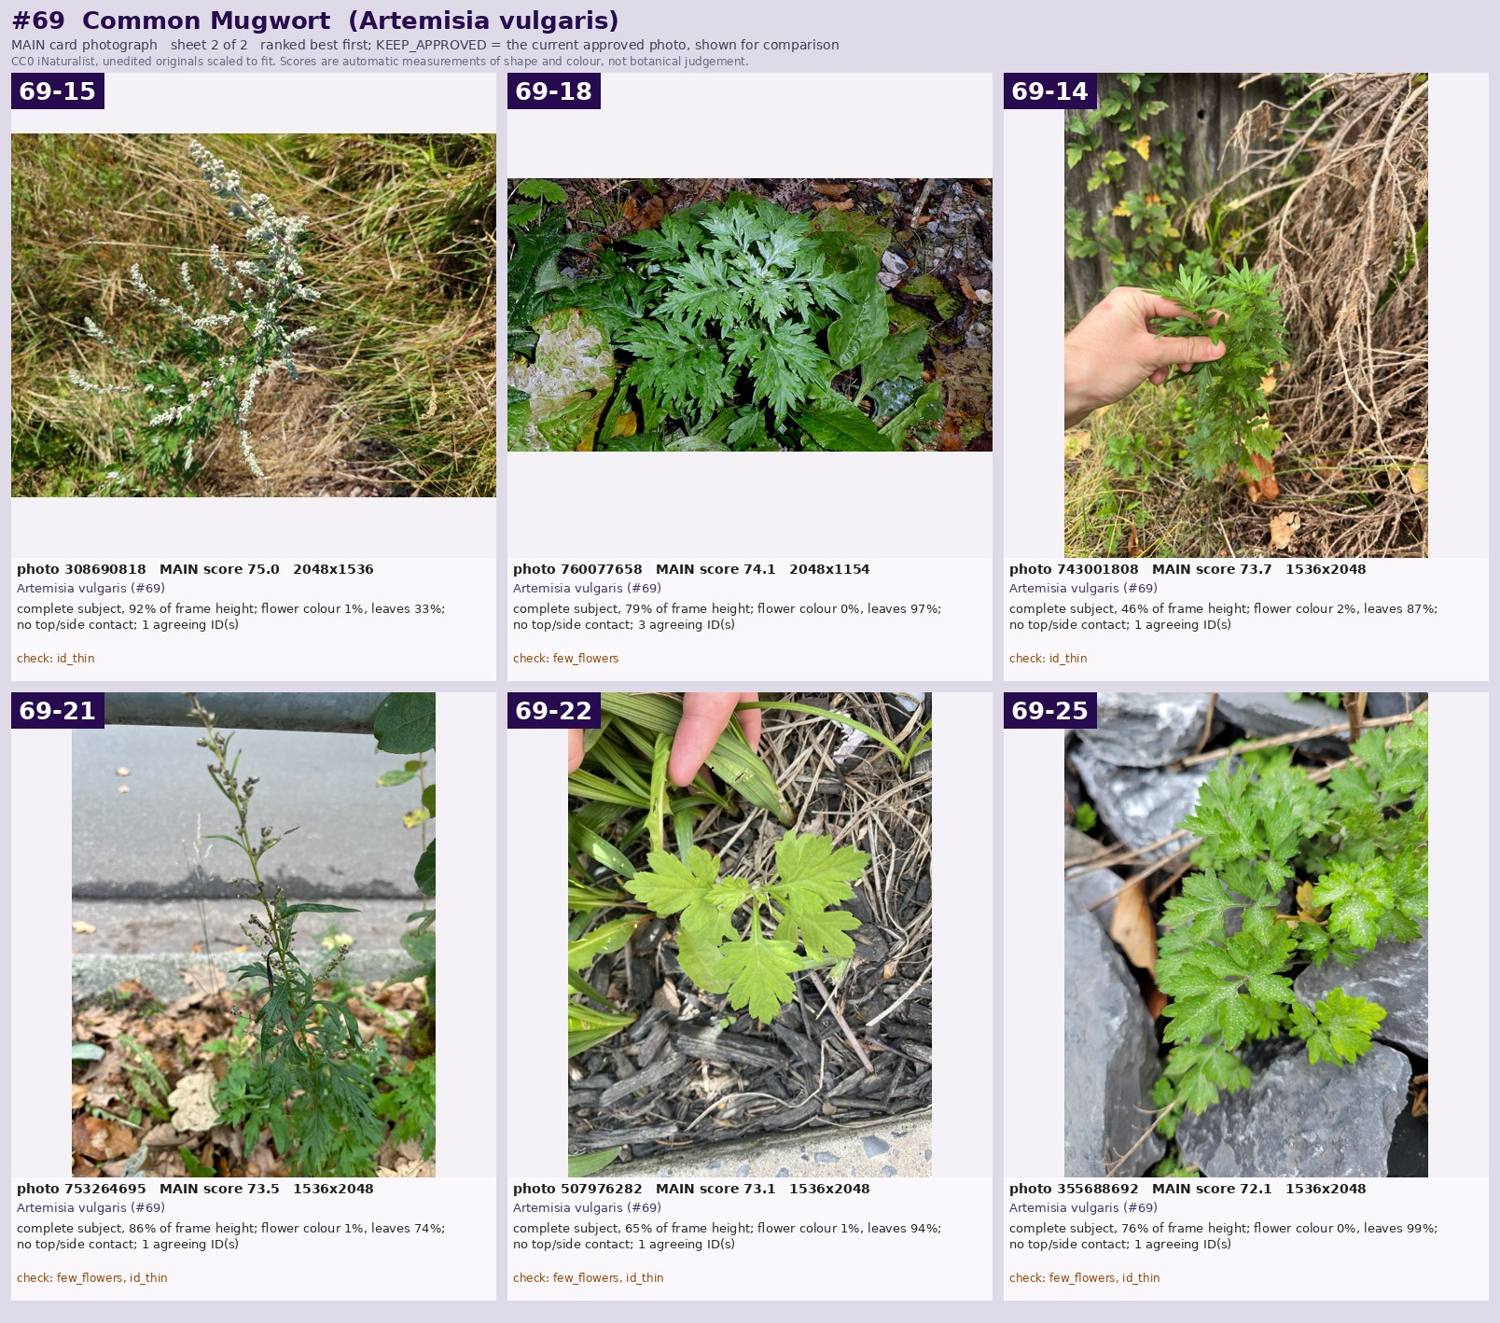 #69 Common Mugwort (Artemisia vulgaris)
MAIN card photograph sheet 2 of 2 ranked best first; KEEP_APPROVED = the current approved photo, shown for comparison
CC0 iNaturalist, unedited originals scaled to fit. Scores are automatic measurements of shape and colour, not botanical judgement.
69-15
69-18
69-14
photo 308690818 MAIN score 75.0 2048x1536
Artemisia vulgaris (#69)
complete subject, 92% of frame height; flower colour 1%, leaves 33%;
no top/side contact; 1 agreeing ID(s)
check: id_thin
photo 760077658 MAIN score 74.1 2048x1154
Artemisia vulgaris (#69)
complete subject, 79% of frame height; flower colour 0%, leaves 97%;
no top/side contact; 3 agreeing ID(s)
check: few_flowers
photo 743001808 MAIN score 73.7 1536x2048
Artemisia vulgaris (#69)
complete subject, 46% of frame height; flower colour 2%, leaves 87%;
no top/side contact; 1 agreeing ID(s)
check: id_thin
69-21
69-22
69-25
photo 753264695 MAIN score 73.5 1536x2048
Artemisia vulgaris (#69)
complete subject, 86% of frame height; flower colour 1%, leaves 74%;
no top/side contact; 1 agreeing ID(s)
check: few_flowers, id_thin
photo 507976282 MAIN score 73.1 1536x2048
Artemisia vulgaris (#69)
complete subject, 65% of frame height; flower colour 1%, leaves 94%;
no top/side contact; 1 agreeing ID(s)
check: few_flowers, id_thin
photo 355688692 MAIN score 72.1 1536x2048
Artemisia vulgaris (#69)
complete subject, 76% of frame height; flower colour 0%, leaves 99%;
no top/side contact; 1 agreeing ID(s)
check: few_flowers, id_thin